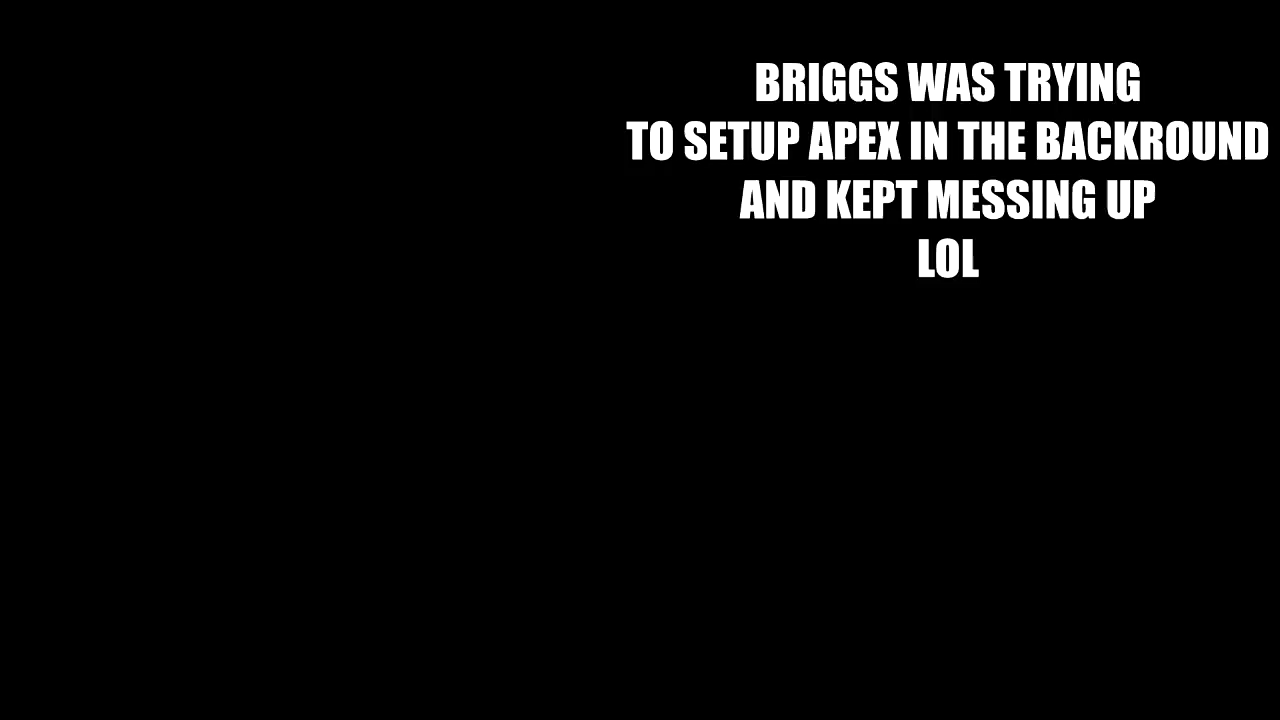 BRIGGS WAS TRYING
TO SETUP APEX IN THE BACKROUND
AND KEPT MESSING UP
LOL